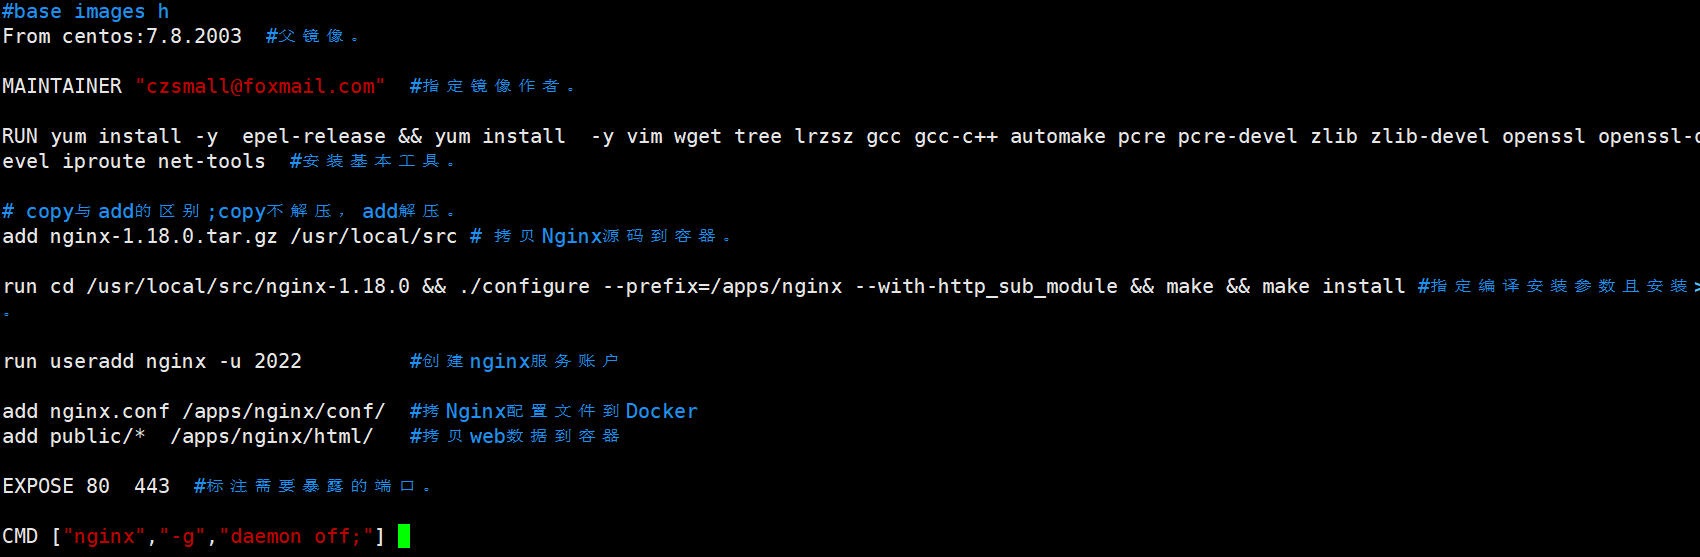 #base images h
From centos:7.8.2003  #父镜像。
MAINTAINER "czsmall@foxmail.com"  #指定镜像作者。
RUN yum install -y  epel-release && yum install  -y vim wget tree lrzsz gcc gcc-c++ automake pcre pcre-devel zlib zlib-devel openssl openssl-d
evel iproute net-tools  #安装基本工具。
# copy与add的区别;copy不解压，add解压。
add nginx-1.18.0.tar.gz /usr/local/src # 拷贝Nginx源码到容器。
run cd /usr/local/src/nginx-1.18.0 && ./configure --prefix=/apps/nginx --with-http_sub_module && make && make install #指定编译安装参数且安装>
。
run useradd nginx -u 2022         #创建nginx服务账户
add nginx.conf /apps/nginx/conf/  #拷Nginx配置文件到Docker
add public/*  /apps/nginx/html/   #拷贝web数据到容器
EXPOSE 80  443  #标注需要暴露的端口。
CMD ["nginx","-g","daemon off;"]